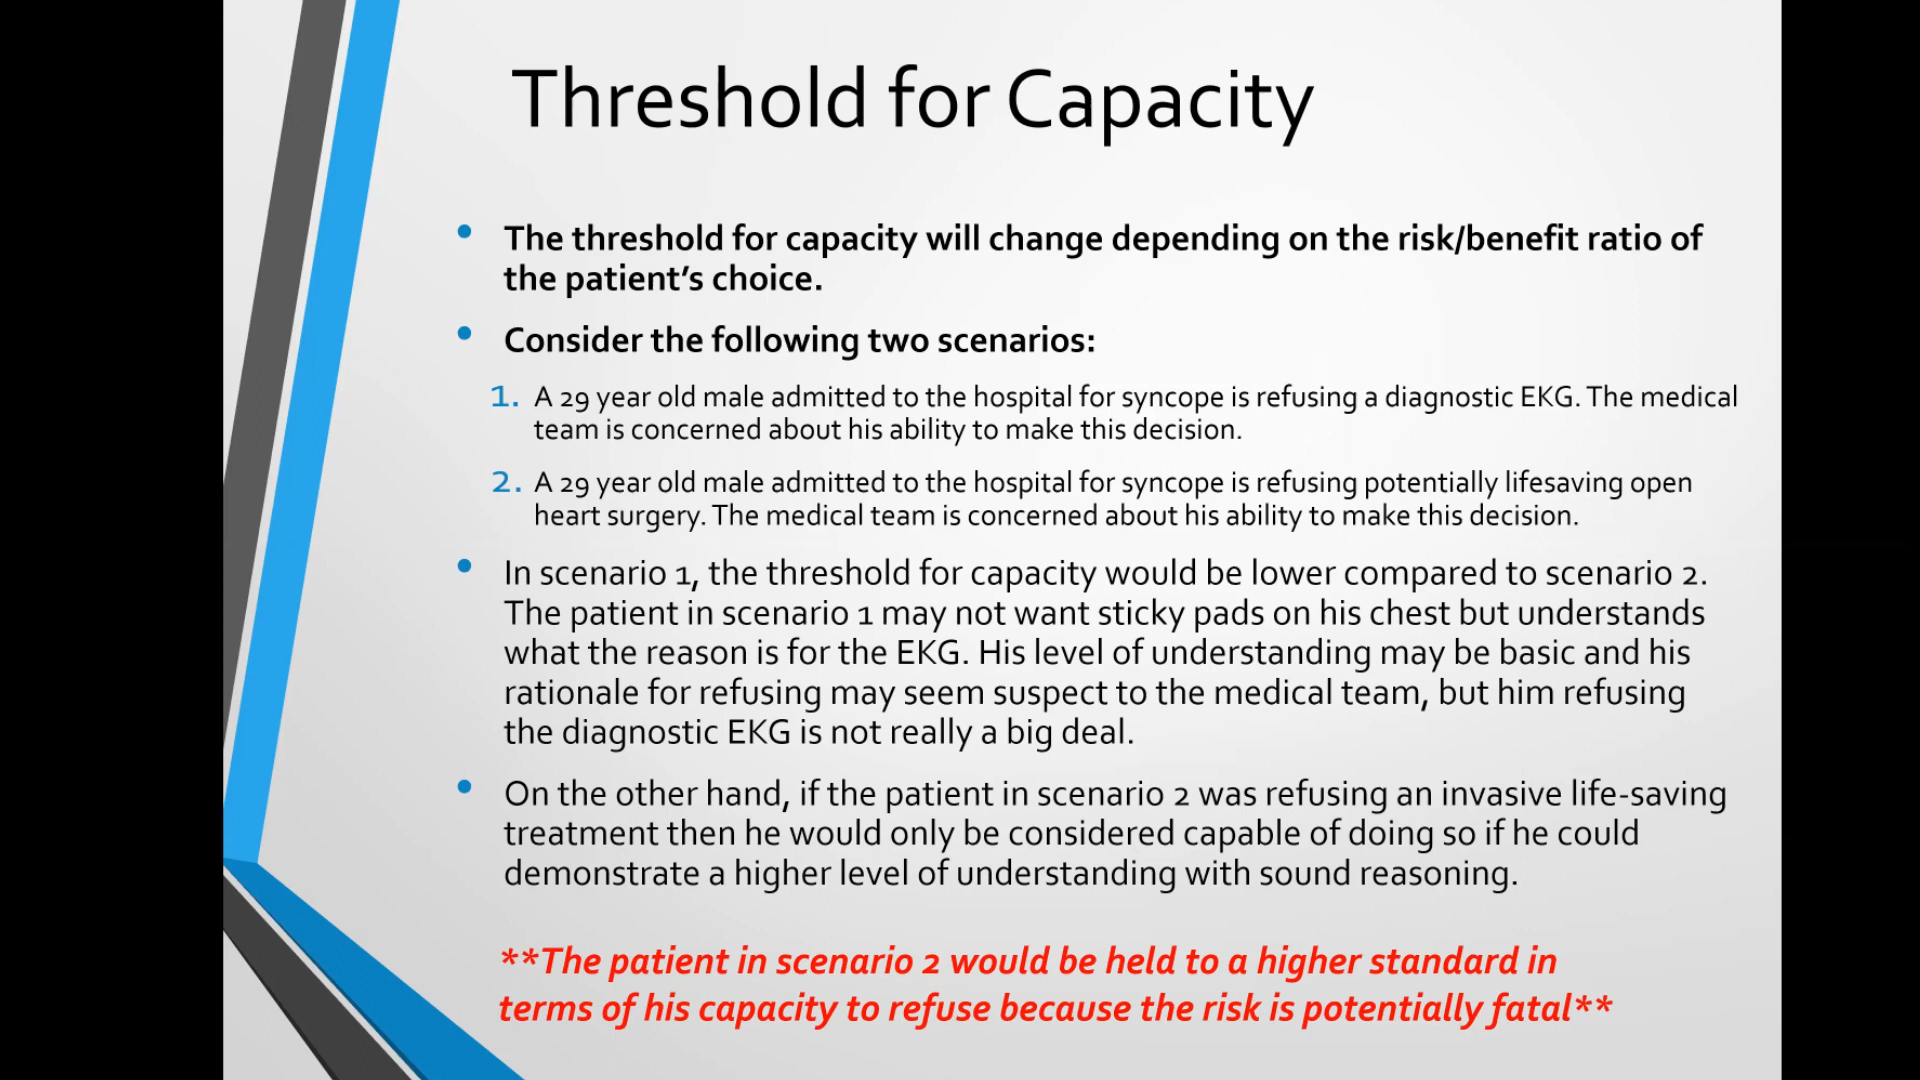 Threshold for Capacity
• The threshold for capacity will change depending on the risk/benefit ratio of
the patient’s choice.
• Consider the following two scenarios:
1. A 29 year old male admitted to the hospital for syncope is refusing a diagnostic EKG. The medical
team is concerned about his ability to make this decision.
2. A 29 year old male admitted to the hospital for syncope is refusing potentially lifesaving open
heart surgery. The medical team is concerned about his ability to make this decision.
• In scenario 1, the threshold for capacity would be lower compared to scenario 2.
The patient in scenario 1 may not want sticky pads on his chest but understands
what the reason is for the EKG. His level of understanding may be basic and his
rationale for refusing may seem suspect to the medical team, but him refusing
the diagnostic EKG is not really a big deal.
• On the other hand, if the patient in scenario 2 was refusing an invasive life-saving
treatment then he would only be considered capable of doing so if he could
demonstrate a higher level of understanding with sound reasoning.
**The patient in scenario 2 would be held to a higher standard in
terms of his capacity to refuse because the risk is potentially fatal**